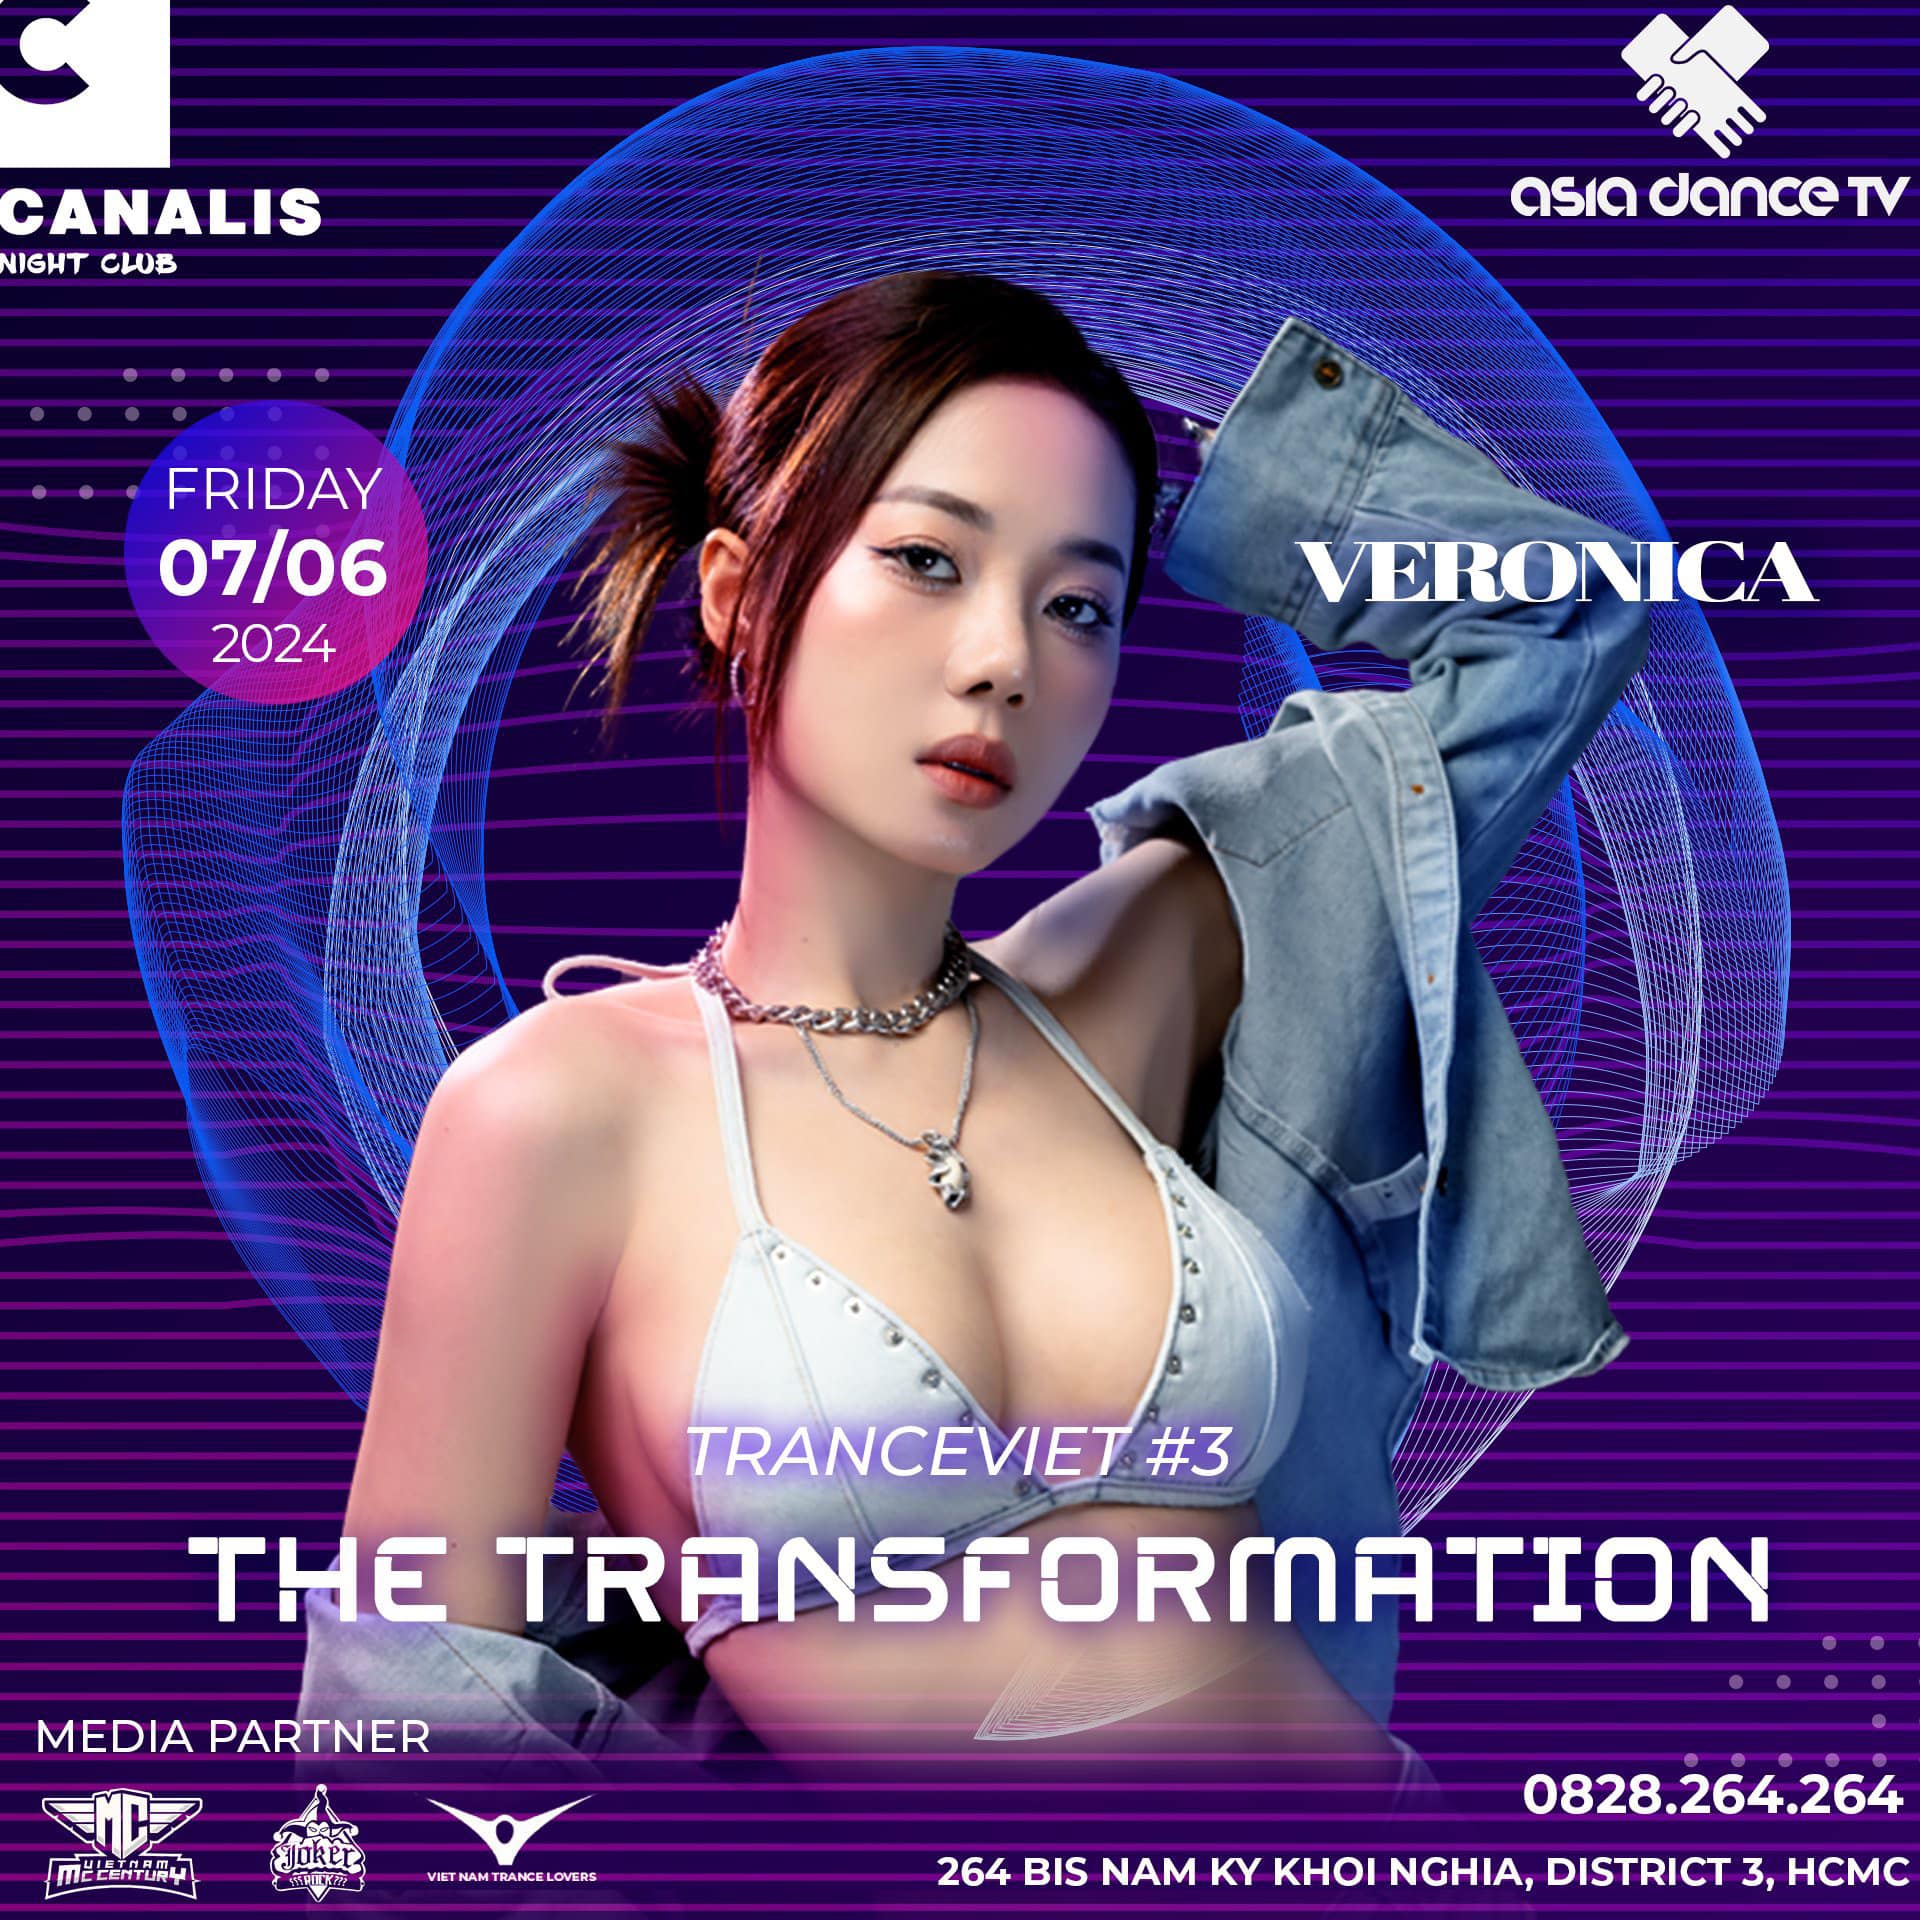 C
CANALIS
NIGHT CLUB
asia dance TV
FRIDAY
07/06
2024
VERONICA
TRANCEVIET #3
THE TRANSFORMATION
MEDIA PARTNER
MC
VIETNAM
MC CENTURY
Joker
ROCK
VIET NAM TRANCE LOVERS
0828.264.264
264 BIS NAM KY KHOI NGHIA, DISTRICT 3, HCMC